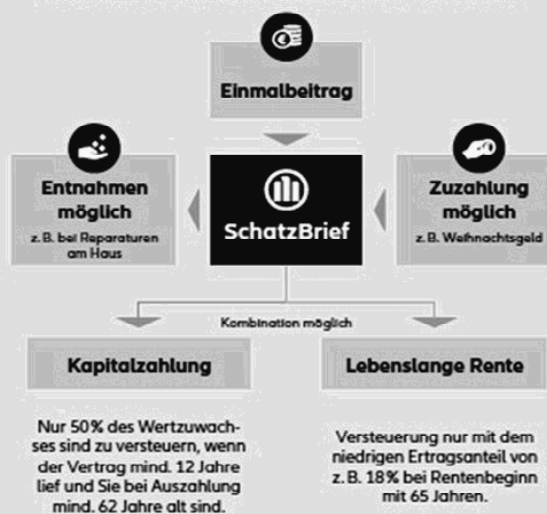 Einmalbeitrag
Entnahmen
möglich
z. B. bei Reparaturen
am Haus
SchatzBrief
Zuzahlung
möglich
z. B. Weihnachtsgeld
Kombination möglich
Kapitalzahlung
Nur 50 % des Wertzuwach-
ses sind zu versteuern, wenn
der Vertrag mind. 12 Jahre
lief und Sie bei Auszahlung
mind. 62 Jahre alt sind.
Lebenslange Rente
Versteuerung nur mit dem
niedrigen Ertragsanteil von
z. B. 18 % bei Rentenbeginn
mit 65 Jahren.